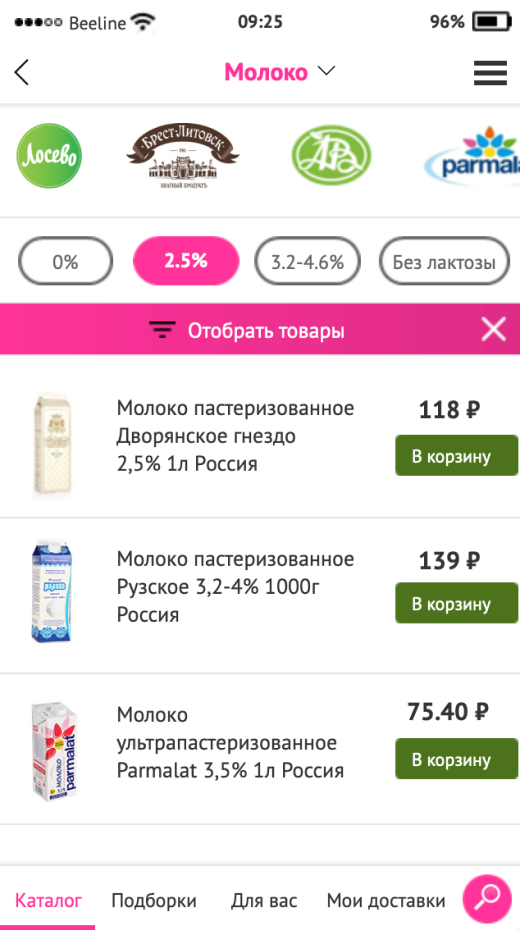 Beeline 09:25 96%
Молоко
Лосево
БРЕСТ-ЛИТОВСК
ЗНАТНЫЙ ПРОДУКТЪ
parmala
0% 2.5% 3.2-4.6% Без лактозы
Отобрать товары
Молоко пастеризованное
Дворянское гнездо
2,5% 1л Россия
118 ₽
В корзину
Молоко пастеризованное
Рузское 3,2-4% 1000г
Россия
139 ₽
В корзину
МОЛОКО
parmalat
Молоко
ультрапастеризованное
Parmalat 3,5% 1л Россия
75.40 ₽
В корзину
Каталог Подборки Для вас Мои доставки